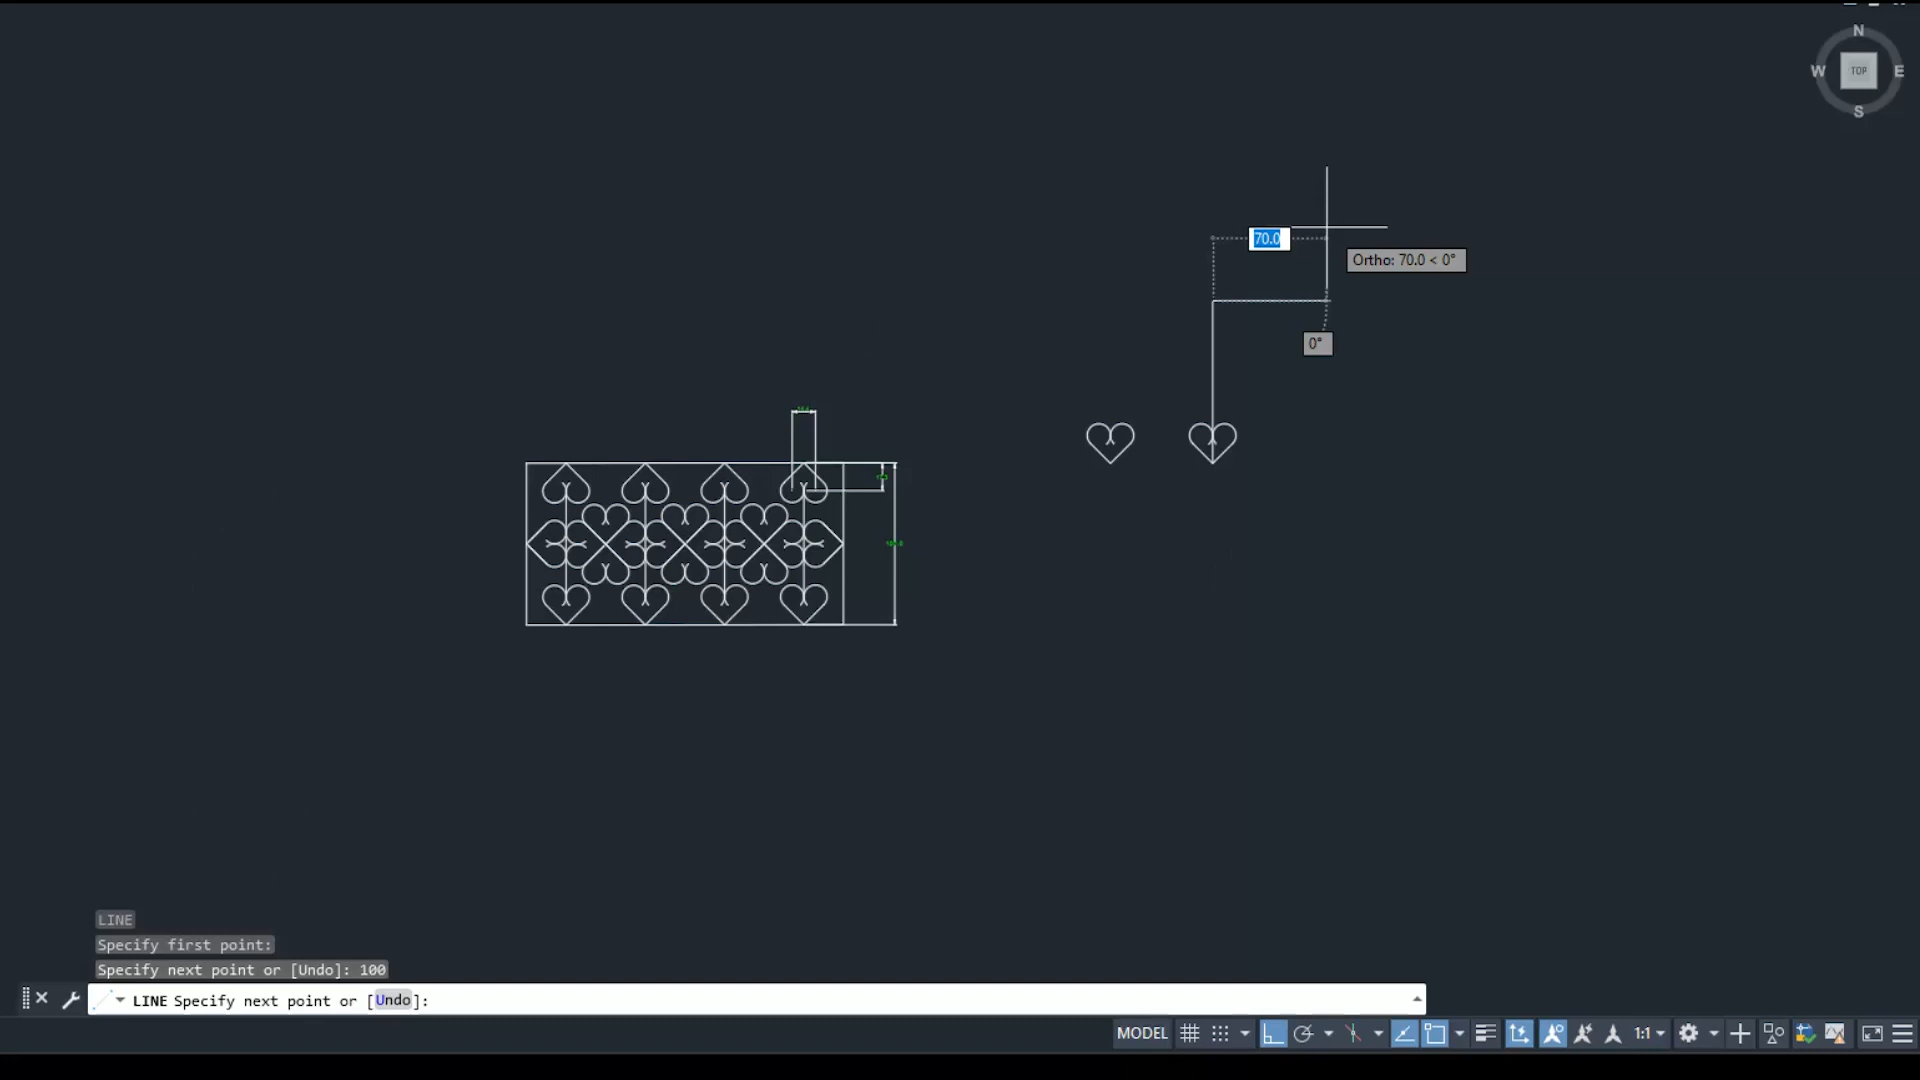 N
W TOP E
S
70.0
Ortho: 70.0 < 0°
0°
LINE
Specify first point:
Specify next point or [Undo]: 100
LINE Specify next point or [Undo]:
MODEL
1:1